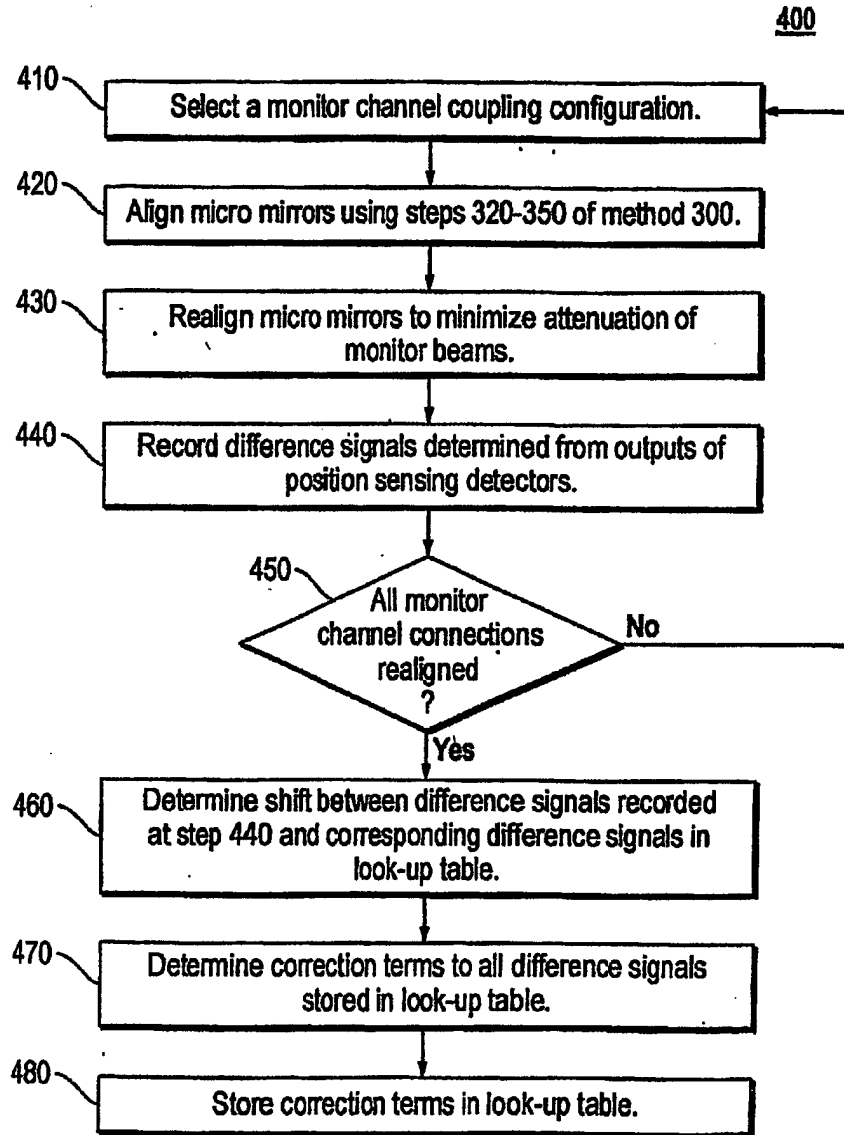 400
410
Select a monitor channel coupling configuration.
420
Align micro mirrors using steps 320-350 of method 300.
430
Realign micro mirrors to minimize attenuation of
monitor beams.
440
Record difference signals determined from outputs of
position sensing detectors.
450
All monitor
channel connections
realigned
?
No
Yes
460
Determine shift between difference signals recorded
at step 440 and corresponding difference signals in
look-up table.
470
Determine correction terms to all difference signals
stored in look-up table.
480
Store correction terms in look-up table.